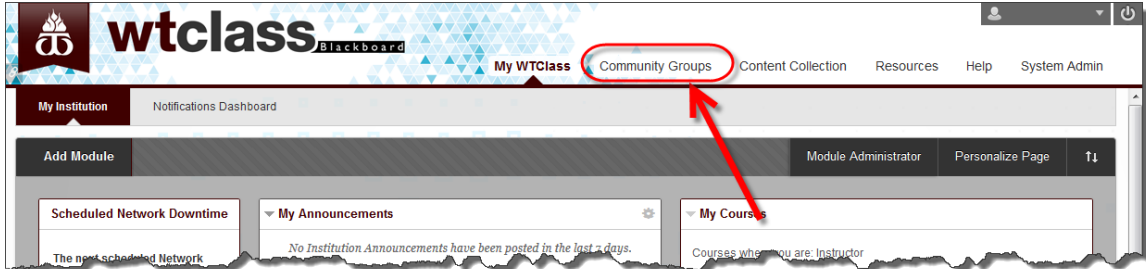 wtclass
Blackboard
My WTClass Community Groups Content Collection Resources Help System Admin
My Institution Notifications Dashboard
Add Module Module Administrator Personalize Page
Scheduled Network Downtime My Announcements My Courses
No Institution Announcements have been posted in the last 7 days.
The next scheduled Network Courses where you are: Instructor